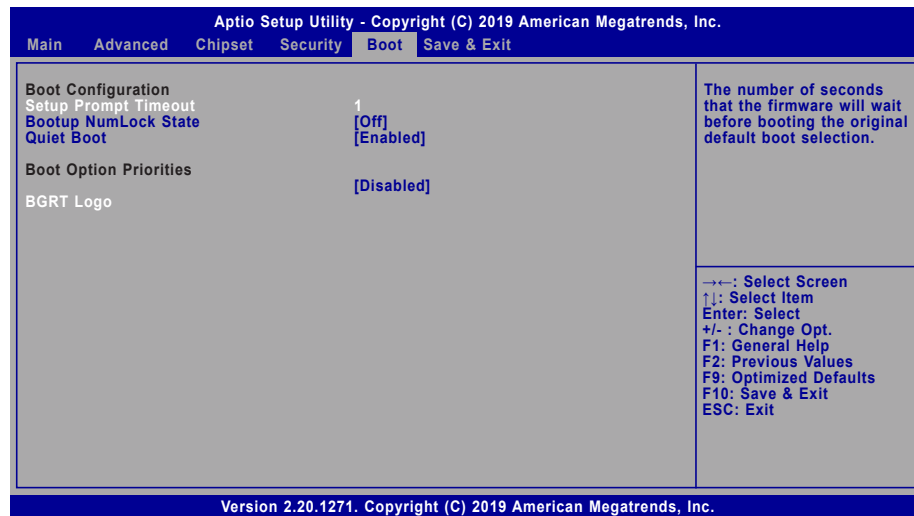 Aptio Setup Utility - Copyright (C) 2019 American Megatrends, Inc.
Main Advanced Chipset Security Boot Save & Exit
Boot Configuration
Setup Prompt Timeout 1
Bootup NumLock State [Off]
Quiet Boot [Enabled]
Boot Option Priorities
[Disabled]
BGRT Logo
The number of seconds
that the firmware will wait
before booting the original
default boot selection.
→←: Select Screen
↑↓: Select Item
Enter: Select
+/- : Change Opt.
F1: General Help
F2: Previous Values
F9: Optimized Defaults
F10: Save & Exit
ESC: Exit
Version 2.20.1271. Copyright (C) 2019 American Megatrends, Inc.